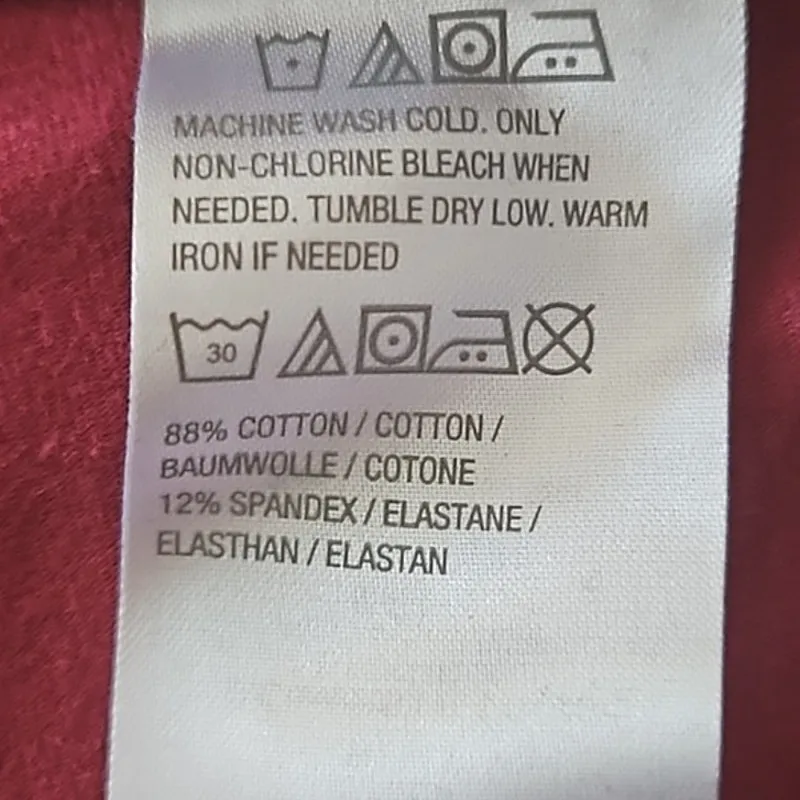 MACHINE WASH COLD. ONLY
NON-CHLORINE BLEACH WHEN
NEEDED. TUMBLE DRY LOW. WARM
IRON IF NEEDED
30
88% COTTON / COTTON /
BAUMWOLLE / COTONE
12% SPANDEX / ELASTANE /
ELASTHAN / ELASTAN